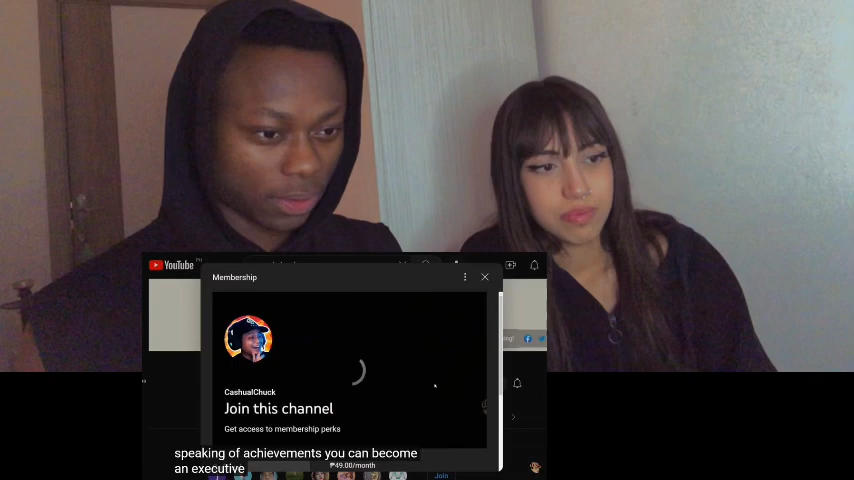 YouTube PH
Membership
CashualChuck
Join this channel
Get access to membership perks
speaking of achievements you can become
an executive
₱49.00/month
Join